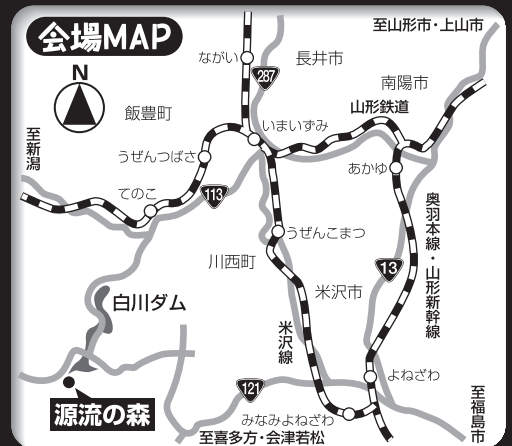 会場MAP
至山形市・上山市
N
ながい
287
長井市
南陽市
飯豊町
いまいずみ
山形鉄道
至新潟
うぜんつばさ
あかゆ
てのこ
113
奥羽本線・山形新幹線
うぜんこまつ
川西町
13
米沢市
白川ダム
米沢線
よねざわ
121
源流の森
みなみよねざわ
至喜多方・会津若松
至福島市